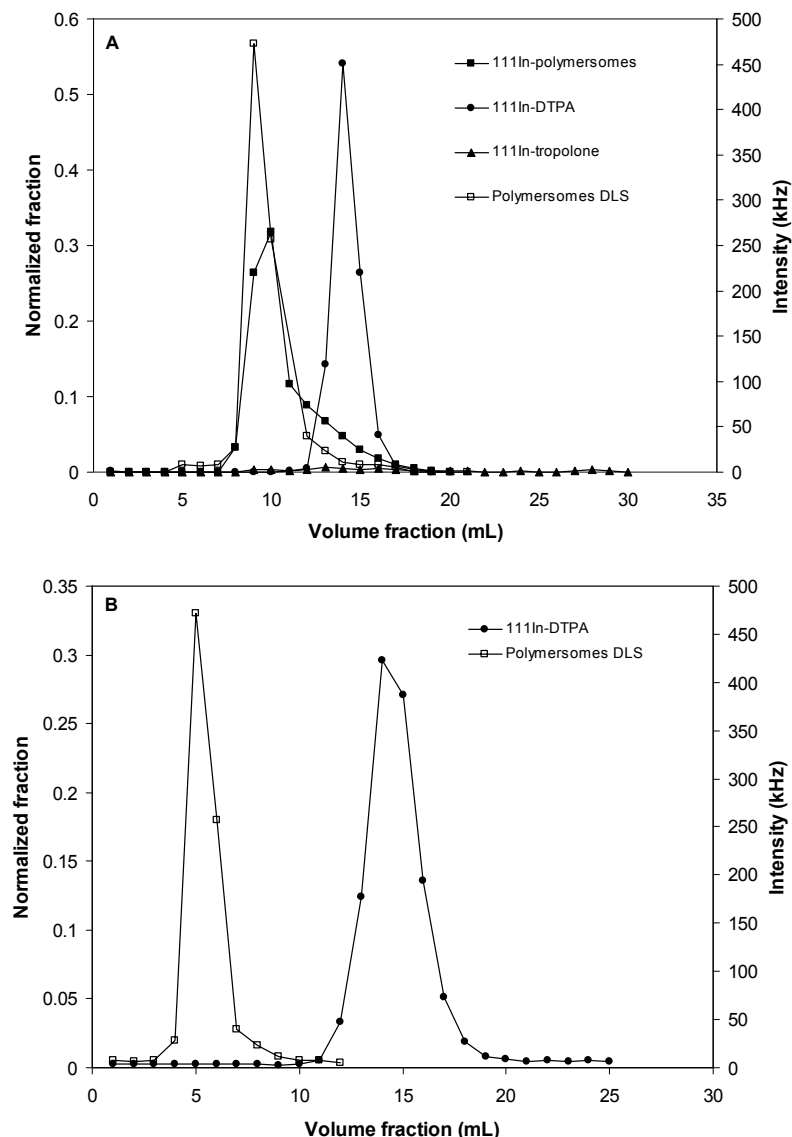 A
0.6
0.5
0.4
0.3
0.2
0.1
0
Normalized fraction
500
450
400
350
300
250
200
150
100
50
0
Intensity (kHz)
111In-polymersomes
111In-DTPA
111In-tropolone
Polymersomes DLS
0 5 10 15 20 25 30 35
Volume fraction (mL)
B
0.35
0.3
0.25
0.2
0.15
0.1
0.05
0
Normalized fraction
500
450
400
350
300
250
200
150
100
50
0
Intensity (kHz)
111In-DTPA
Polymersomes DLS
0 5 10 15 20 25 30
Volume fraction (mL)